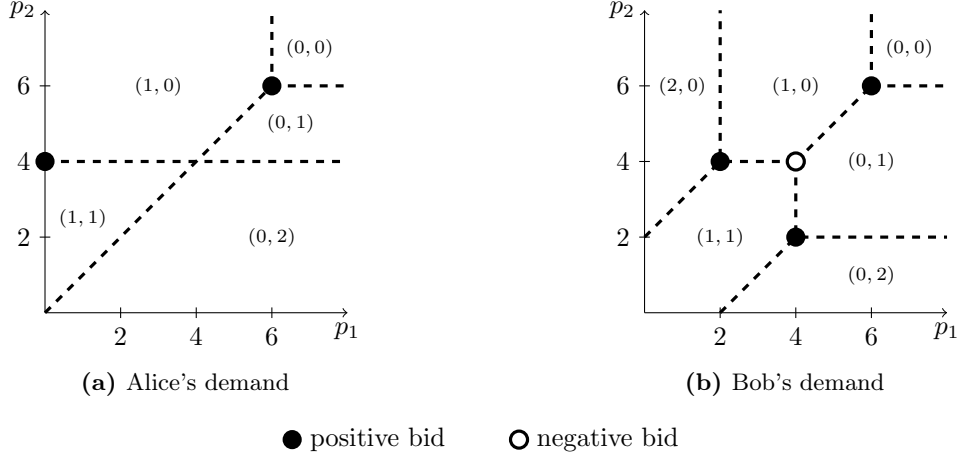 p₂
(0, 0)
6
(1, 0)
(0, 1)
4
(1, 1)
(0, 2)
2
2
4
6
p₁
(a) Alice's demand
p₂
(0, 0)
6
(2, 0)
(1, 0)
4
(0, 1)
2
(1, 1)
(0, 2)
2
4
6
p₁
(b) Bob's demand
positive bid
negative bid